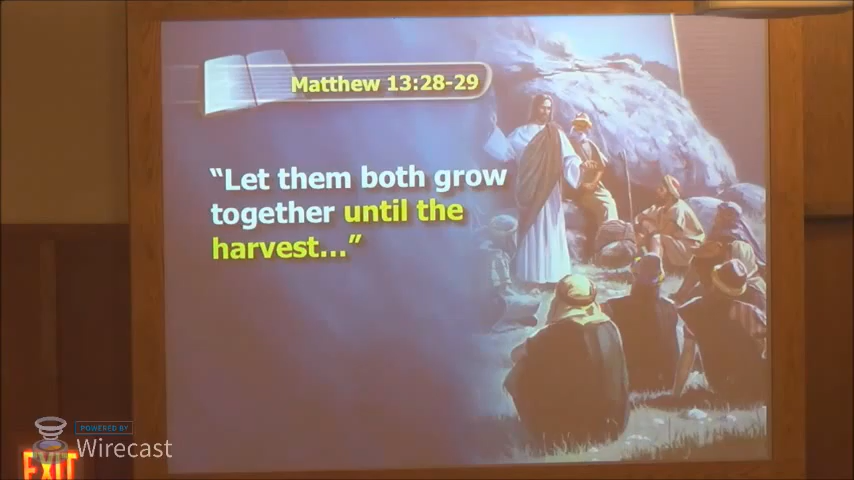 Matthew 13:28-29
“Let them both grow
together until the
harvest...”
POWERED BY
Wirecast
EXIT